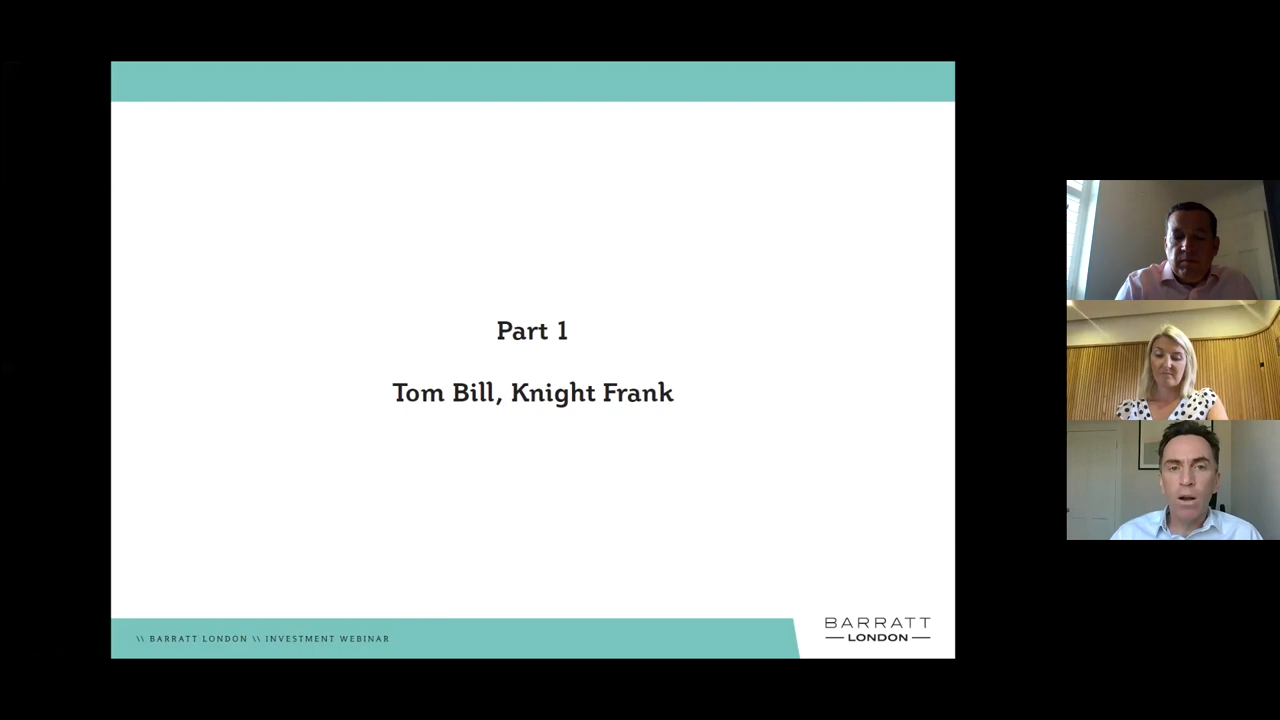 Part 1
Tom Bill, Knight Frank
\\ BARRATT LONDON \\ INVESTMENT WEBINAR
BARRATT
LONDON